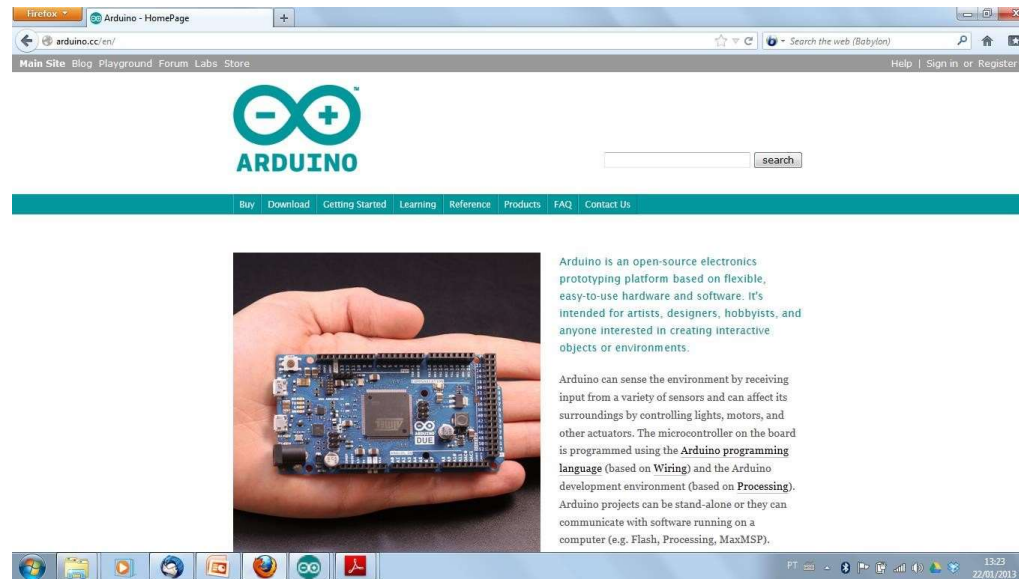 Firefox
Arduino - HomePage
arduino.cc/en/
Search the web (Babylon)
Main Site Blog Playground Forum Labs Store
Help | Sign in or Register
ARDUINO
TM
search
Buy Download Getting Started Learning Reference Products FAQ Contact Us
Arduino is an open-source electronics
prototyping platform based on flexible,
easy-to-use hardware and software. It's
intended for artists, designers, hobbyists, and
anyone interested in creating interactive
objects or environments.
Arduino can sense the environment by receiving
input from a variety of sensors and can affect its
surroundings by controlling lights, motors, and
other actuators. The microcontroller on the board
is programmed using the Arduino programming
language (based on Wiring) and the Arduino
development environment (based on Processing).
Arduino projects can be stand-alone or they can
communicate with software running on a
computer (e.g. Flash, Processing, MaxMSP).
ARDUINO
DUE
PT
13:23
22/01/2013